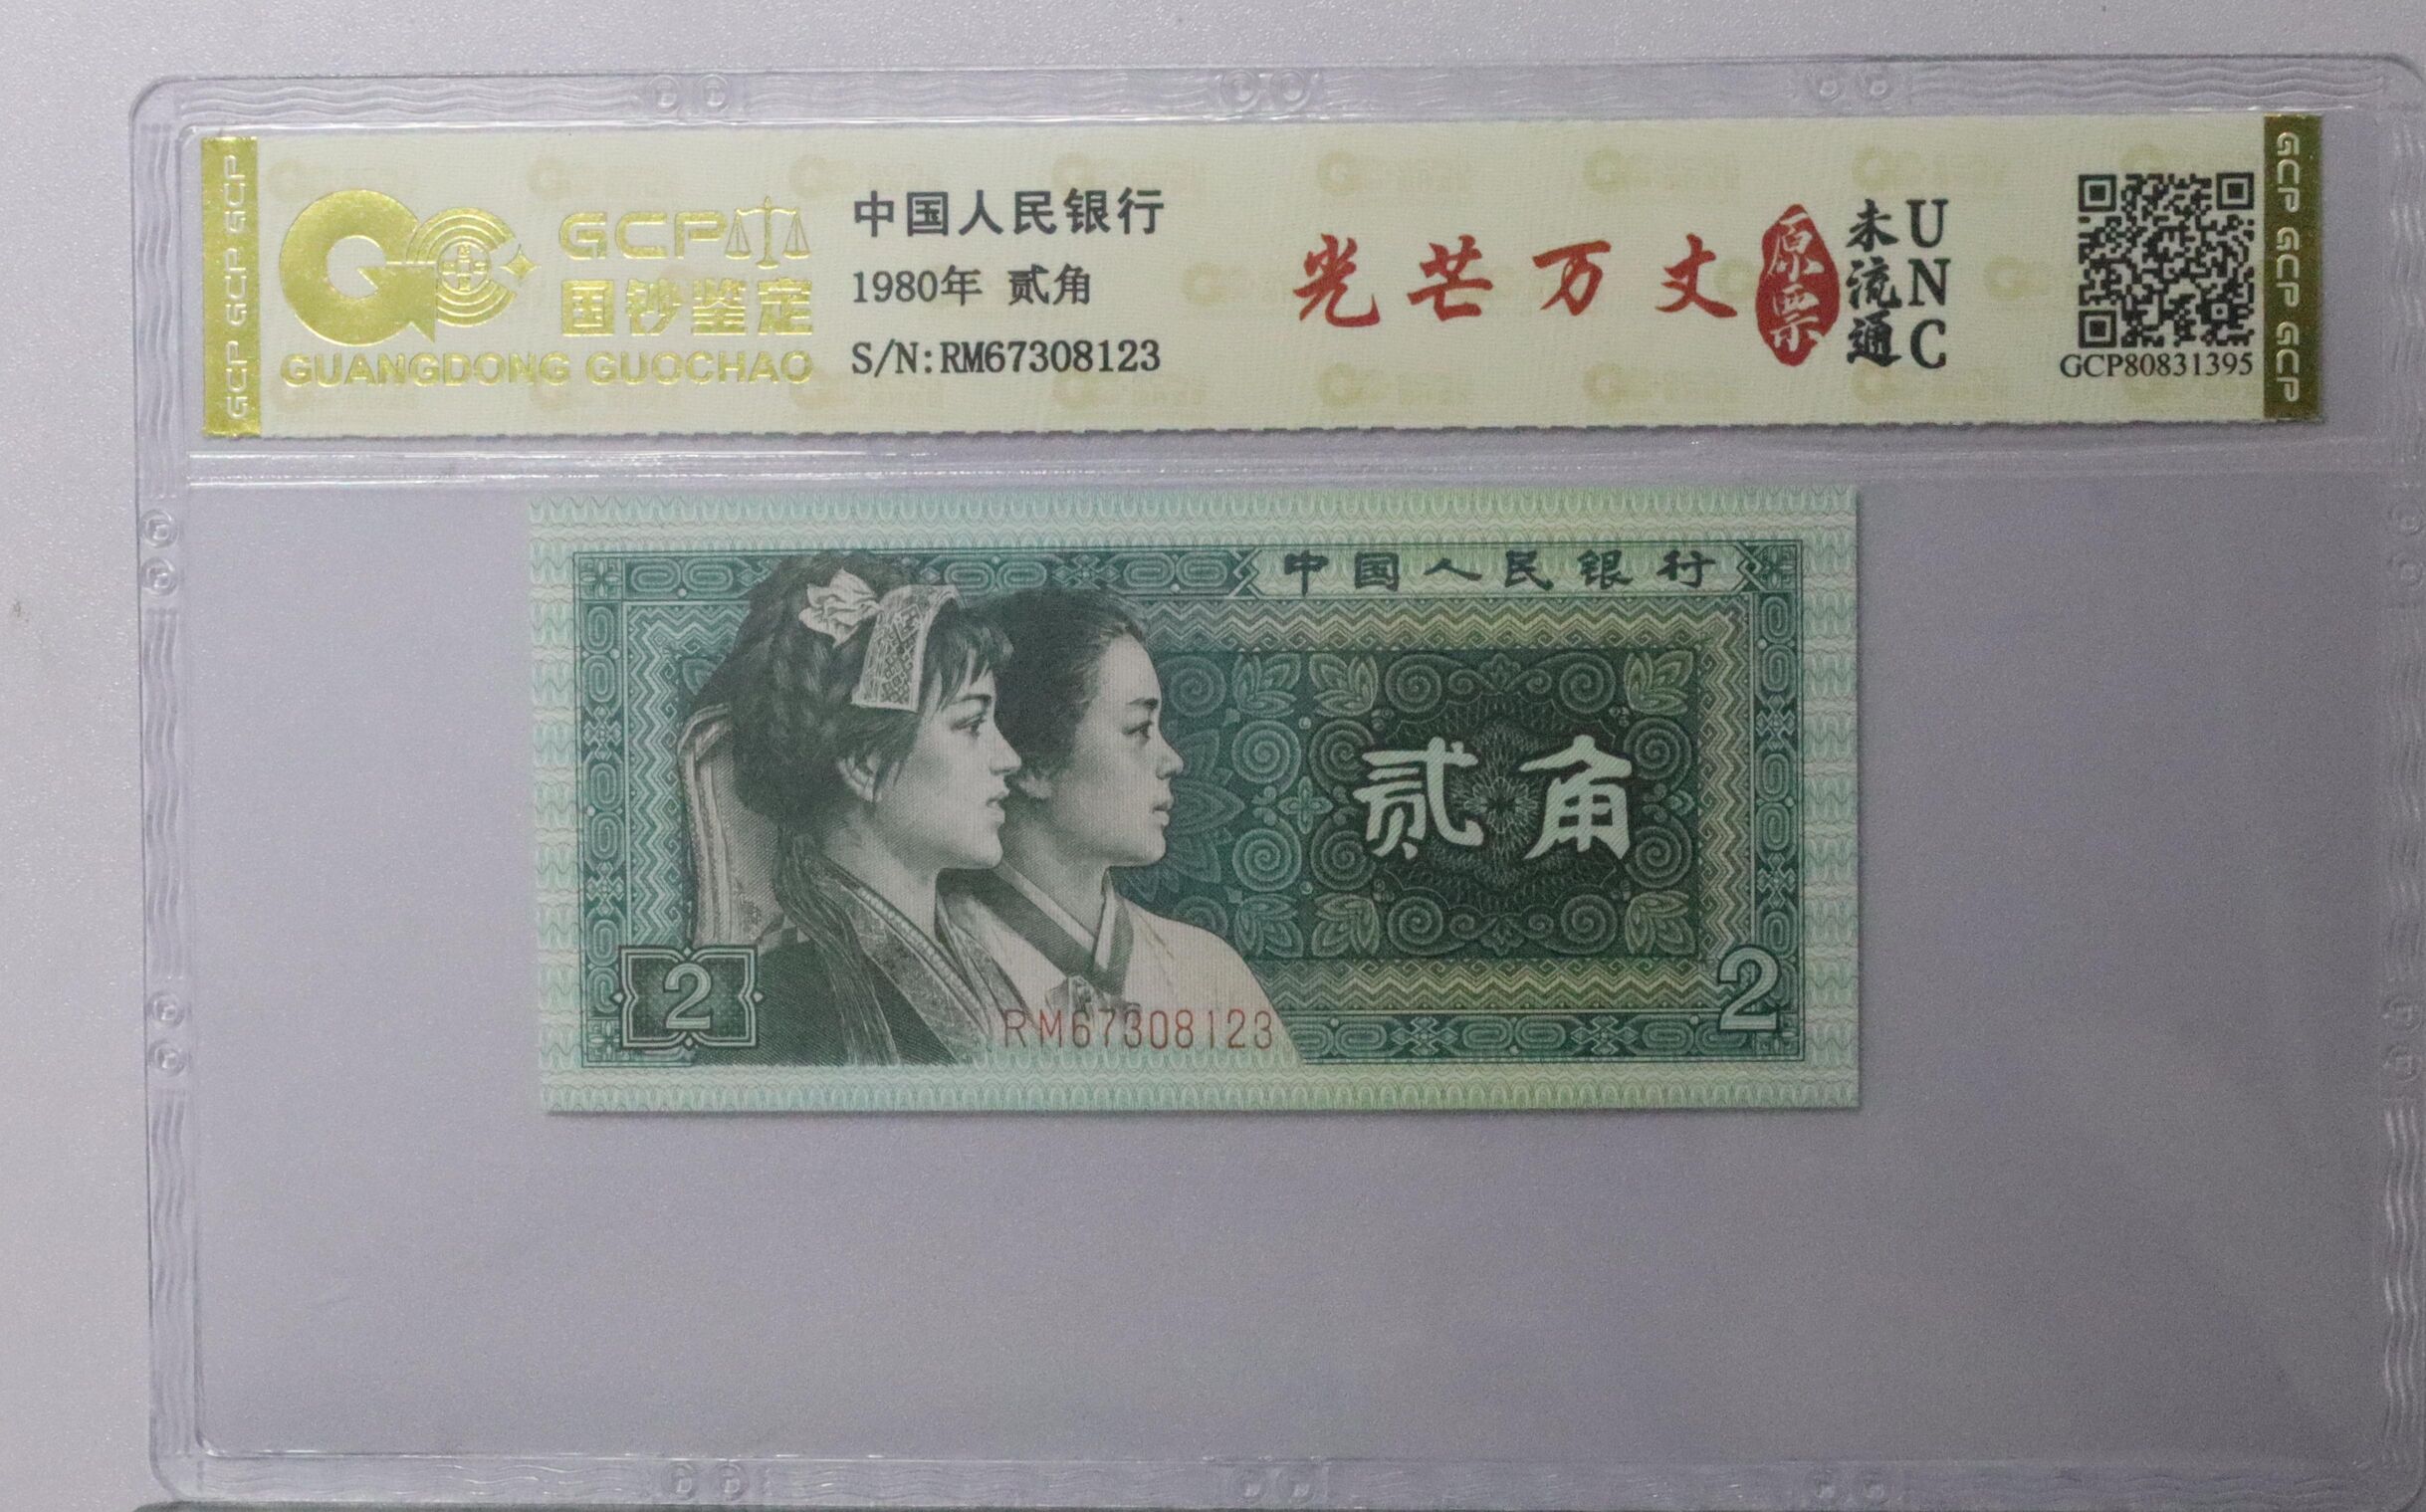 GCP GCP GCP
GCP
国钞鉴定
GUANGDONG GUOCHAO
中国人民银行
1980年 贰角
S/N:RM67308123
光芒万丈
原票
未流通
UNC
GCP80831395
GCP GCP GCP
中国人民银行
贰角
2
RM67308123
2